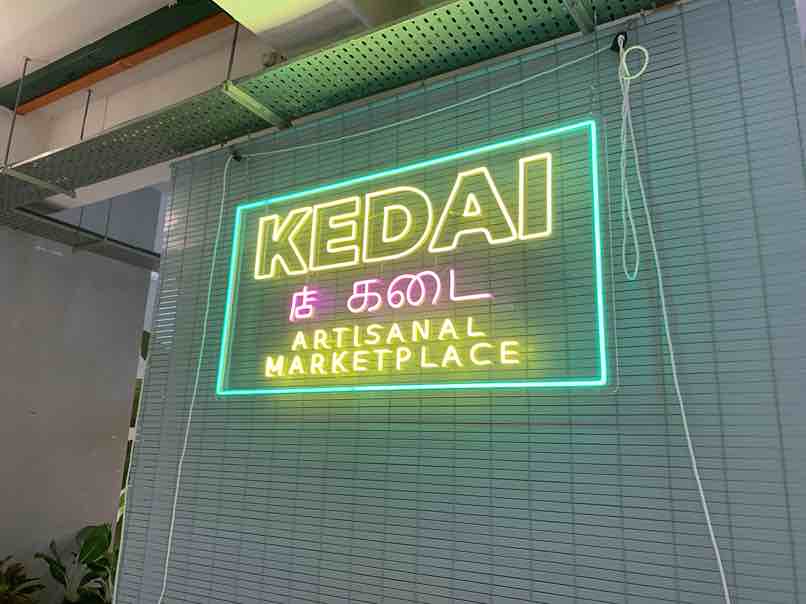 KEDAI
店 கடை
ARTISANAL
MARKETPLACE